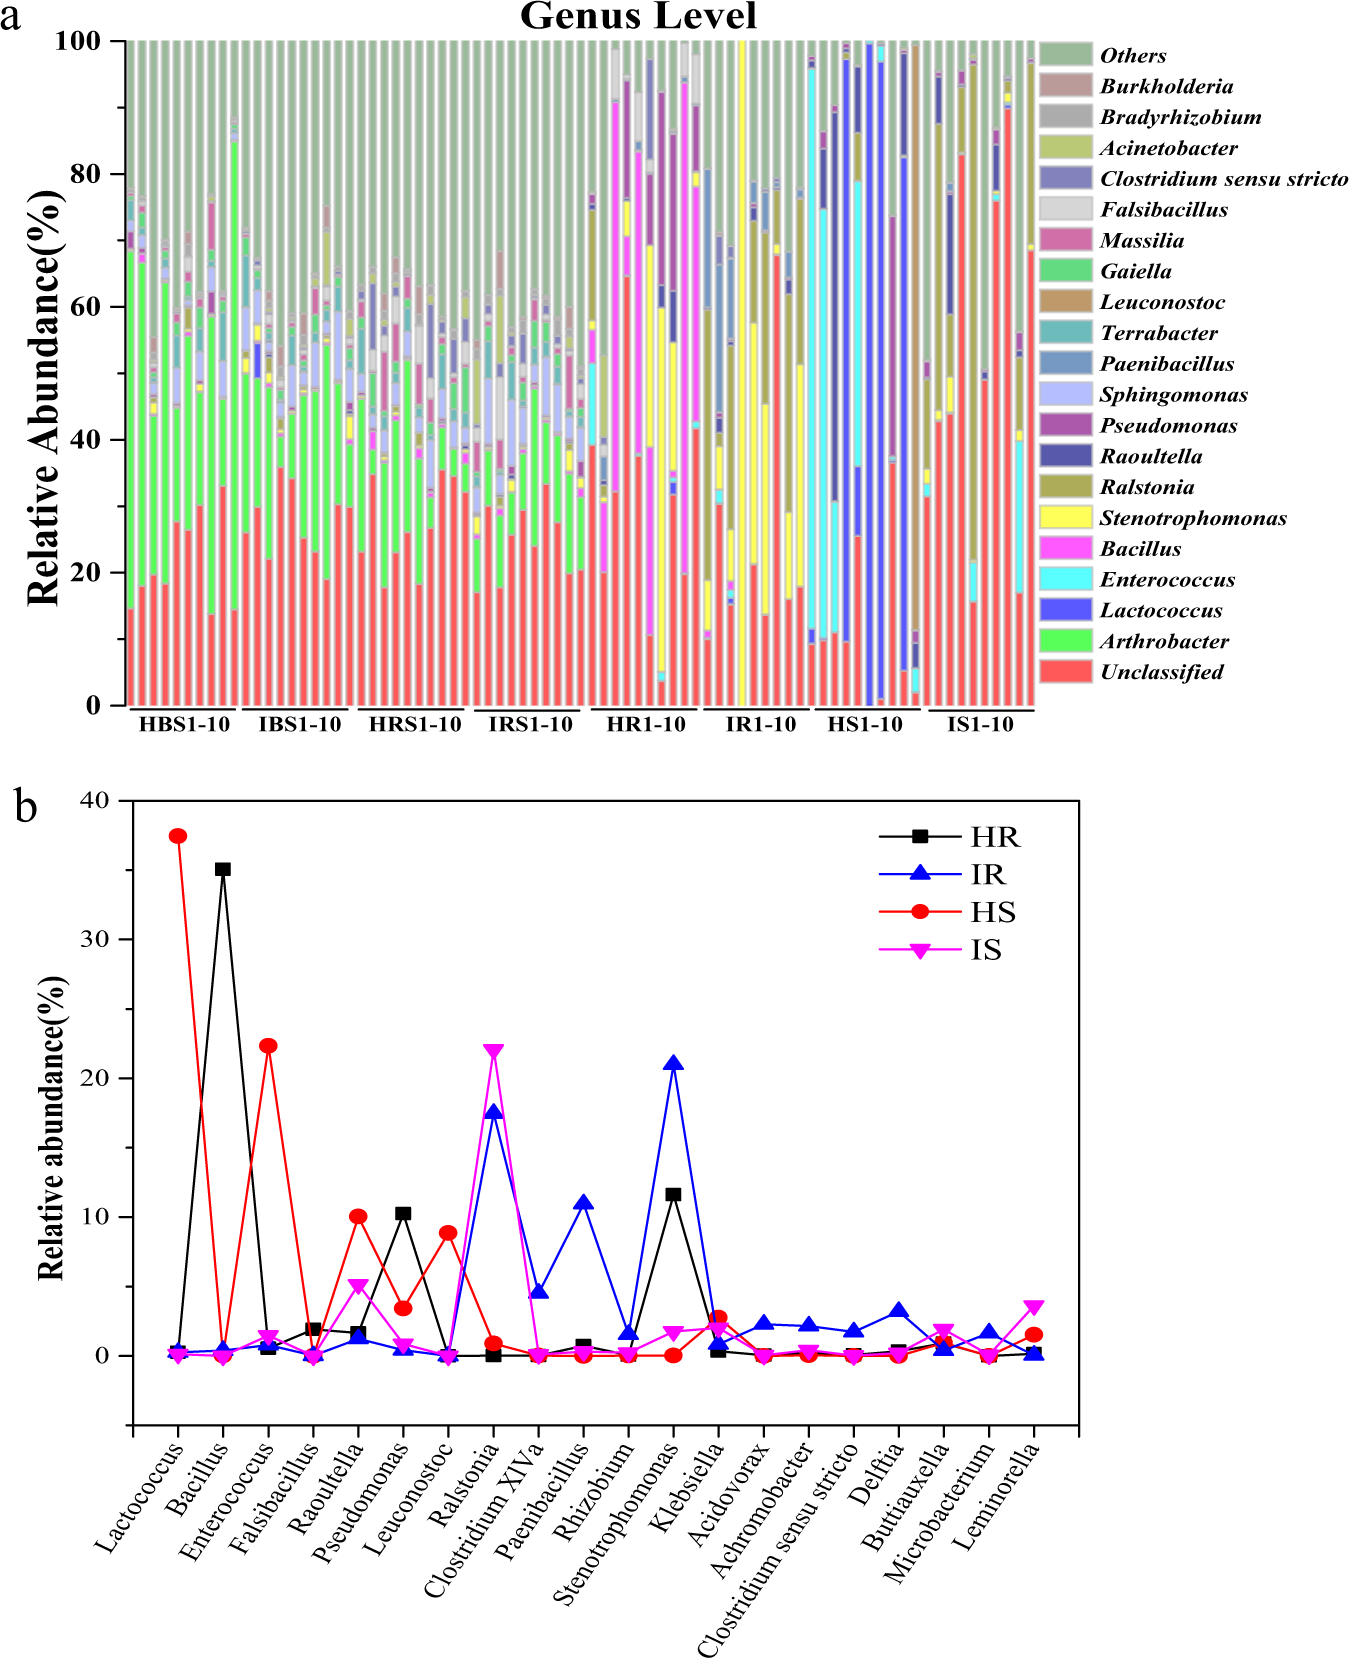 a
Genus Level
Relative Abundance(%)
100
80
60
40
20
0
HBS1-10 IBS1-10 HRS1-10 IRS1-10 HR1-10 IR1-10 HS1-10 IS1-10
Others
Burkholderia
Bradyrhizobium
Acinetobacter
Clostridium sensu stricto
Falsibacillus
Massilia
Gaiella
Leuconostoc
Terrabacter
Paenibacillus
Sphingomonas
Pseudomonas
Raoultella
Ralstonia
Stenotrophomonas
Bacillus
Enterococcus
Lactococcus
Arthrobacter
Unclassified
b
Relative abundance(%)
40
30
20
10
0
HR
IR
HS
IS
Lactococcus
Bacillus
Enterococcus
Falsibacillus
Raoultella
Pseudomonas
Leuconostoc
Ralstonia
Clostridium XIVa
Paenibacillus
Rhizobium
Stenotrophomonas
Klebsiella
Acidovorax
Achromobacter
Clostridium sensu stricto
Delftia
Buttiauxella
Microbacterium
Leminorella